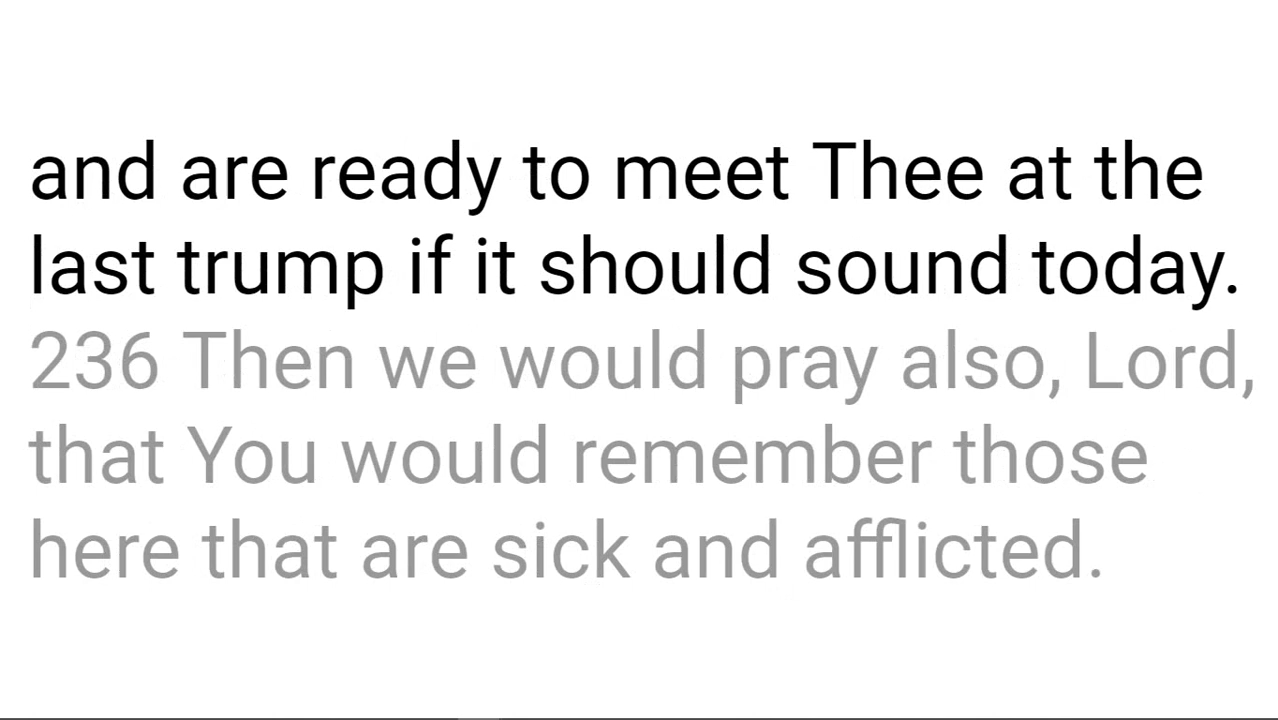 and are ready to meet Thee at the
last trump if it should sound today.
236 Then we would pray also, Lord,
that You would remember those
here that are sick and afflicted.